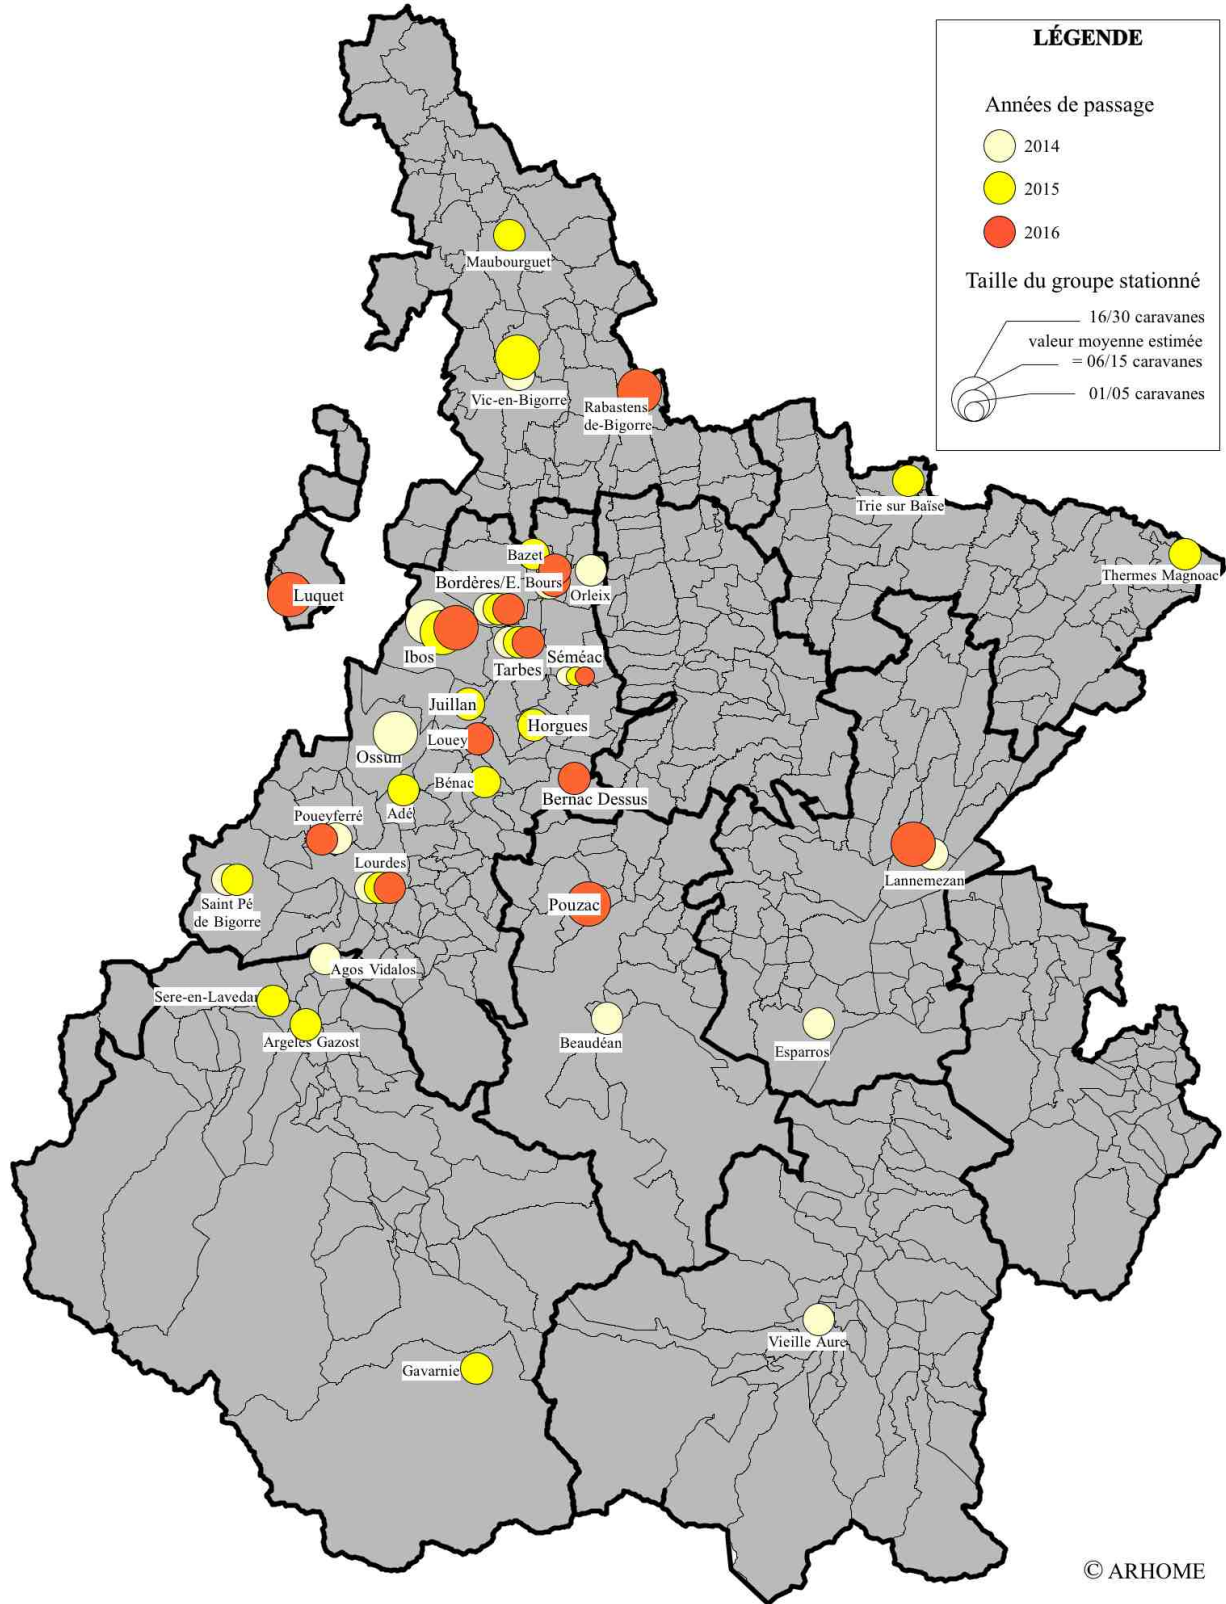 LÉGENDE
Années de passage
2014
2015
2016
Taille du groupe stationné
16/30 caravanes
valeur moyenne estimée
= 06/15 caravanes
01/05 caravanes
Maubourguet
Vic-en-Bigorre
Rabastens
de-Bigorre
Trie sur Baïse
Thermes Magnoac
Bazet
Bordères/E.
Bours
Orleix
Luquet
Ibos
Tarbes
Séméac
Juillan
Horgues
Louey
Ossun
Bénac
Bernac Dessus
Adé
Poueyferré
Lourdes
Lannemezan
Saint Pé
de Bigorre
Pouzac
Agos Vidalos
Sere-en-Lavedan
Argelès Gazost
Beaudéan
Esparros
Vieille Aure
Gavarnie
© ARHOME